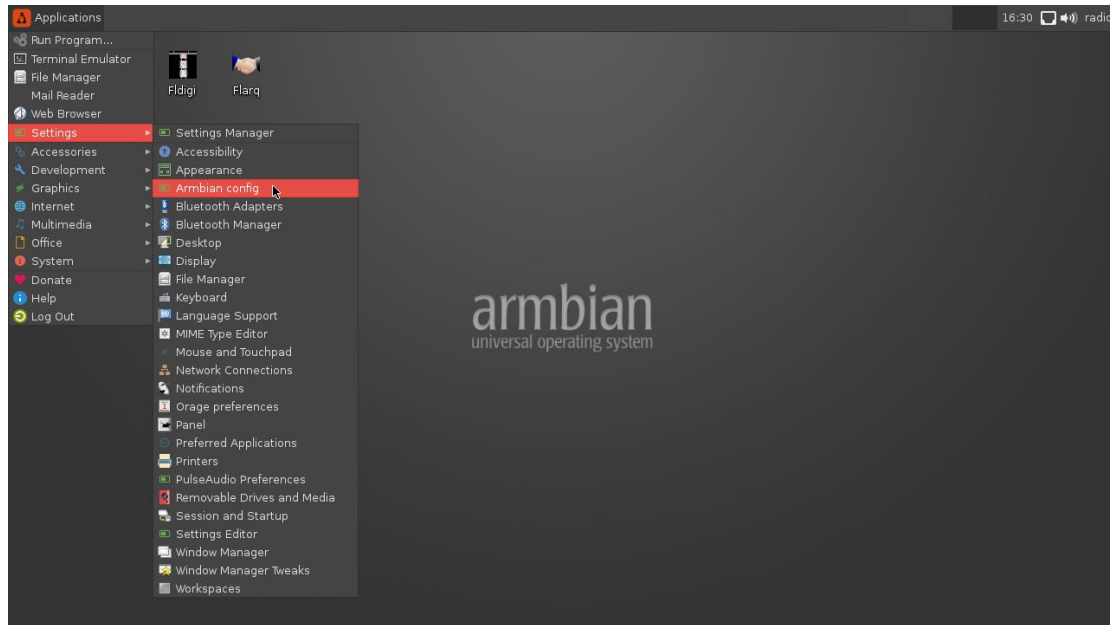 Applications
16:30
radio
Run Program...
Terminal Emulator
File Manager
Mail Reader
Web Browser
Settings
Accessories
Development
Graphics
Internet
Multimedia
Office
System
Donate
Help
Log Out
Fldigi
Flarq
Settings Manager
Accessibility
Appearance
Armbian config
Bluetooth Adapters
Bluetooth Manager
Desktop
Display
File Manager
Keyboard
Language Support
MIME Type Editor
Mouse and Touchpad
Network Connections
Notifications
Orage preferences
Panel
Preferred Applications
Printers
PulseAudio Preferences
Removable Drives and Media
Session and Startup
Settings Editor
Window Manager
Window Manager Tweaks
Workspaces
armbian
universal operating system